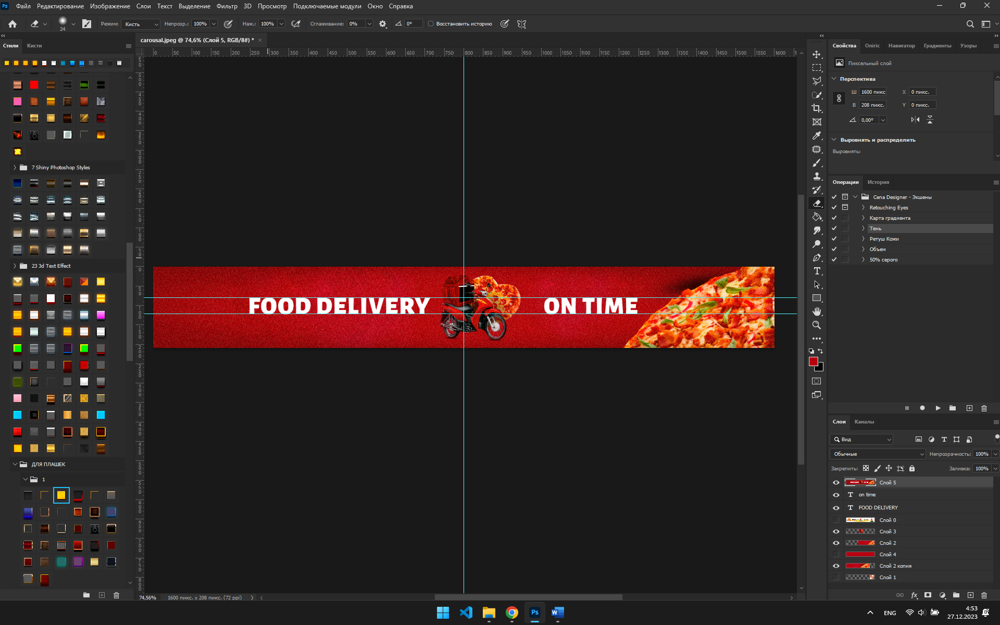 Ps Файл Редактирование Изображение Слои Текст Выделение Фильтр 3D Просмотр Подключаемые модули Окно Справка
24 Режим: Кисть Непрозр.: 100% Наж.: 100% Сглаживание: 0% 0° Восстановить историю
carousal.jpeg @ 74,6% (Слой 5, RGB/8#) *
Стили Кисти
0 50 100 150 200 250 300 350 400 450 500 550 600 650 700 750 800 850 900 950 1000 1050 1100 1150 1200 1250 1300 1350 1400 1450 1500 1550 1600
7 Shiny Photoshop Styles
23 3d Text Effect
ДЛЯ ПЛАШЕК
1
FOOD DELIVERY ON TIME
74,56% 1600 пикс. x 208 пикс. (72 ppi)
Свойства Oniric Навигатор Градиенты Узоры
Пиксельный слой
Перспектива
Ш 1600 пикс X 0 пикс.
В 208 пикс. Y 0 пикс.
0,00°
Выровнять и распределить
Выровнять:
Операции История
Cena Designer - Экшены
Retouching Eyes
Карта градиента
Тень
Ретуш Кожи
Объем
50% серого
Слои Каналы
Вид
Обычные Непрозрачность: 100%
Закрепить: Заливка: 100%
Слой 5
on time
FOOD DELIVERY
Слой 0
Слой 3
Слой 2
Слой 4
Слой 2 копия
Слой 1
fx
Ps W ENG 4:53
27.12.2023